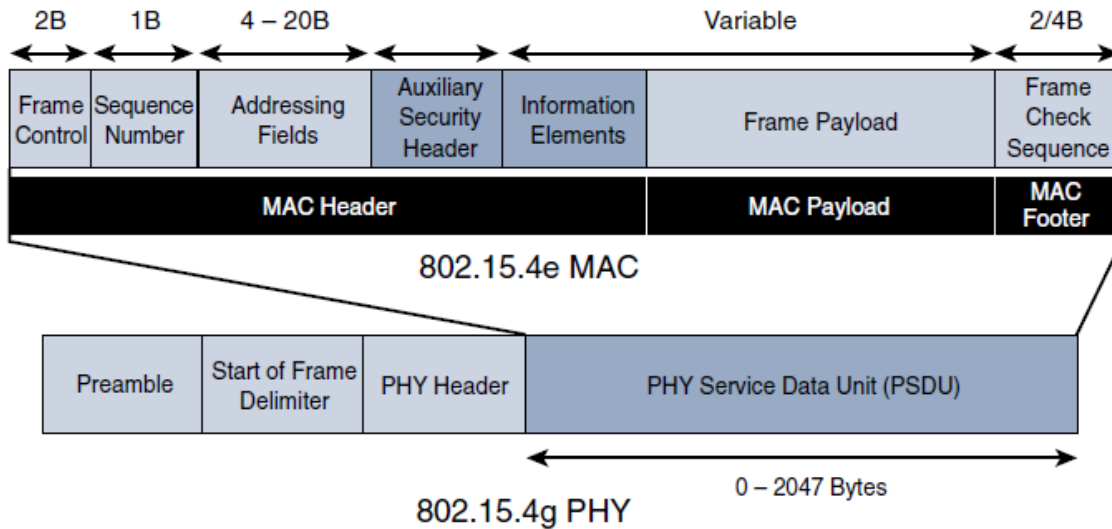 2B 1B 4 – 20B Variable 2/4B
Frame Control
Sequence Number
Addressing Fields
Auxiliary Security Header
Information Elements
Frame Payload
Frame Check Sequence
MAC Header
MAC Payload
MAC Footer
802.15.4e MAC
Preamble
Start of Frame Delimiter
PHY Header
PHY Service Data Unit (PSDU)
0 – 2047 Bytes
802.15.4g PHY